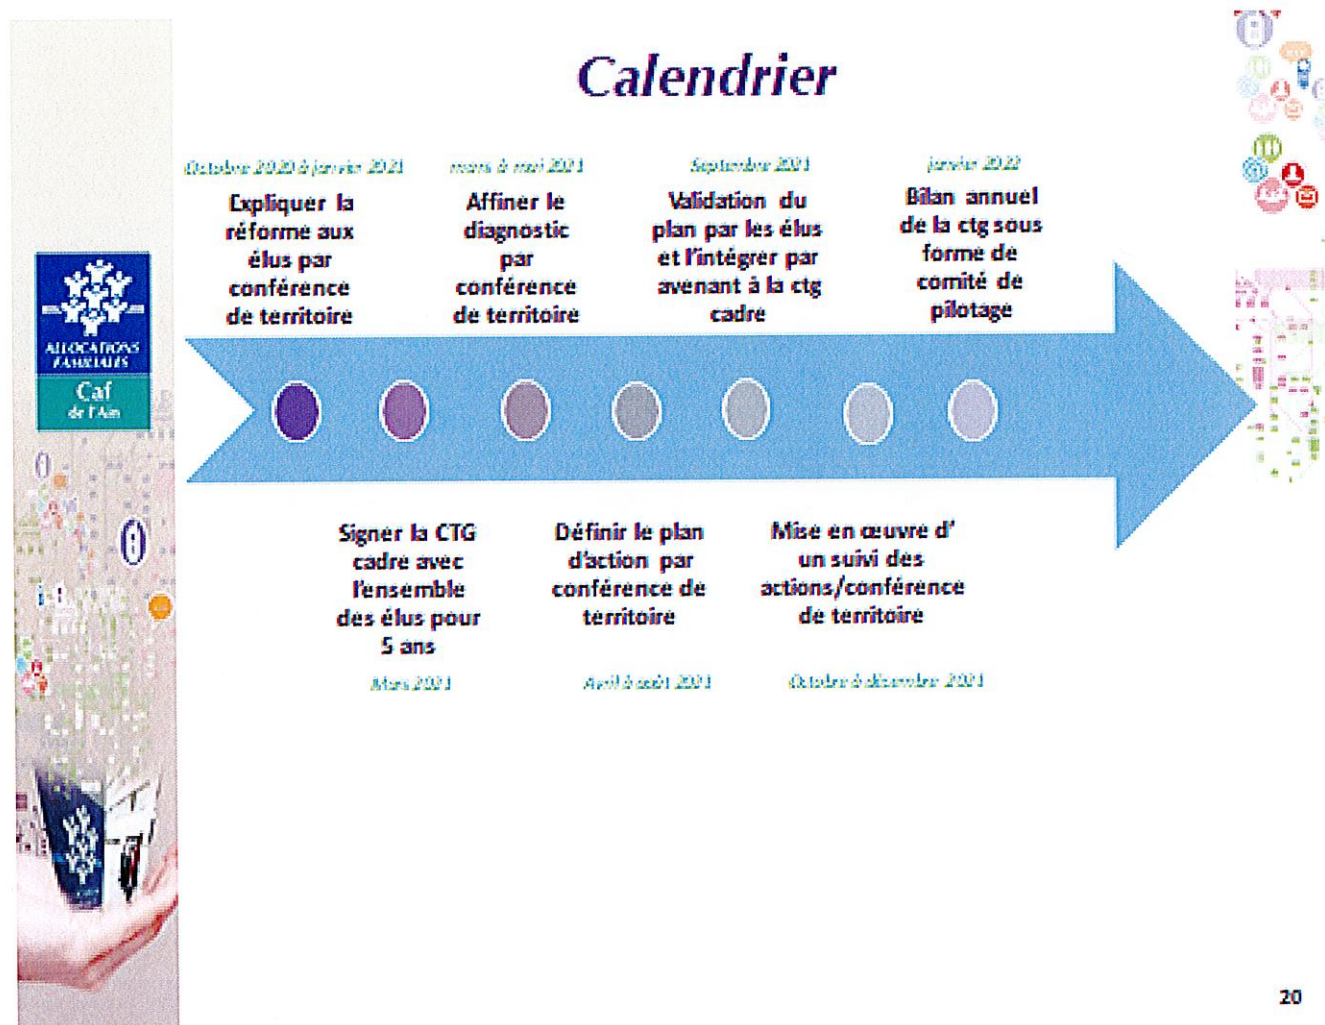 Calendrier
Octobre 2020 à janvier 2021
Expliquer la
réforme aux
élus par
conférence
de territoire
mars à mai 2021
Affiner le
diagnostic
par
conférence
de territoire
Septembre 2021
Validation du
plan par les élus
et l'intégrer par
avenant à la ctg
cadre
janvier 2022
Bilan annuel
de la ctg sous
forme de
comité de
pilotage
ALLOCATIONS
FAMILIALES
Caf
de l'Ain
Signer la CTG
cadre avec
l'ensemble
des élus pour
5 ans
Mars 2021
Définir le plan
d'action par
conférence de
territoire
Avril à août 2021
Mise en œuvre d'
un suivi des
actions/conférence
de territoire
Octobre à décembre 2021
20